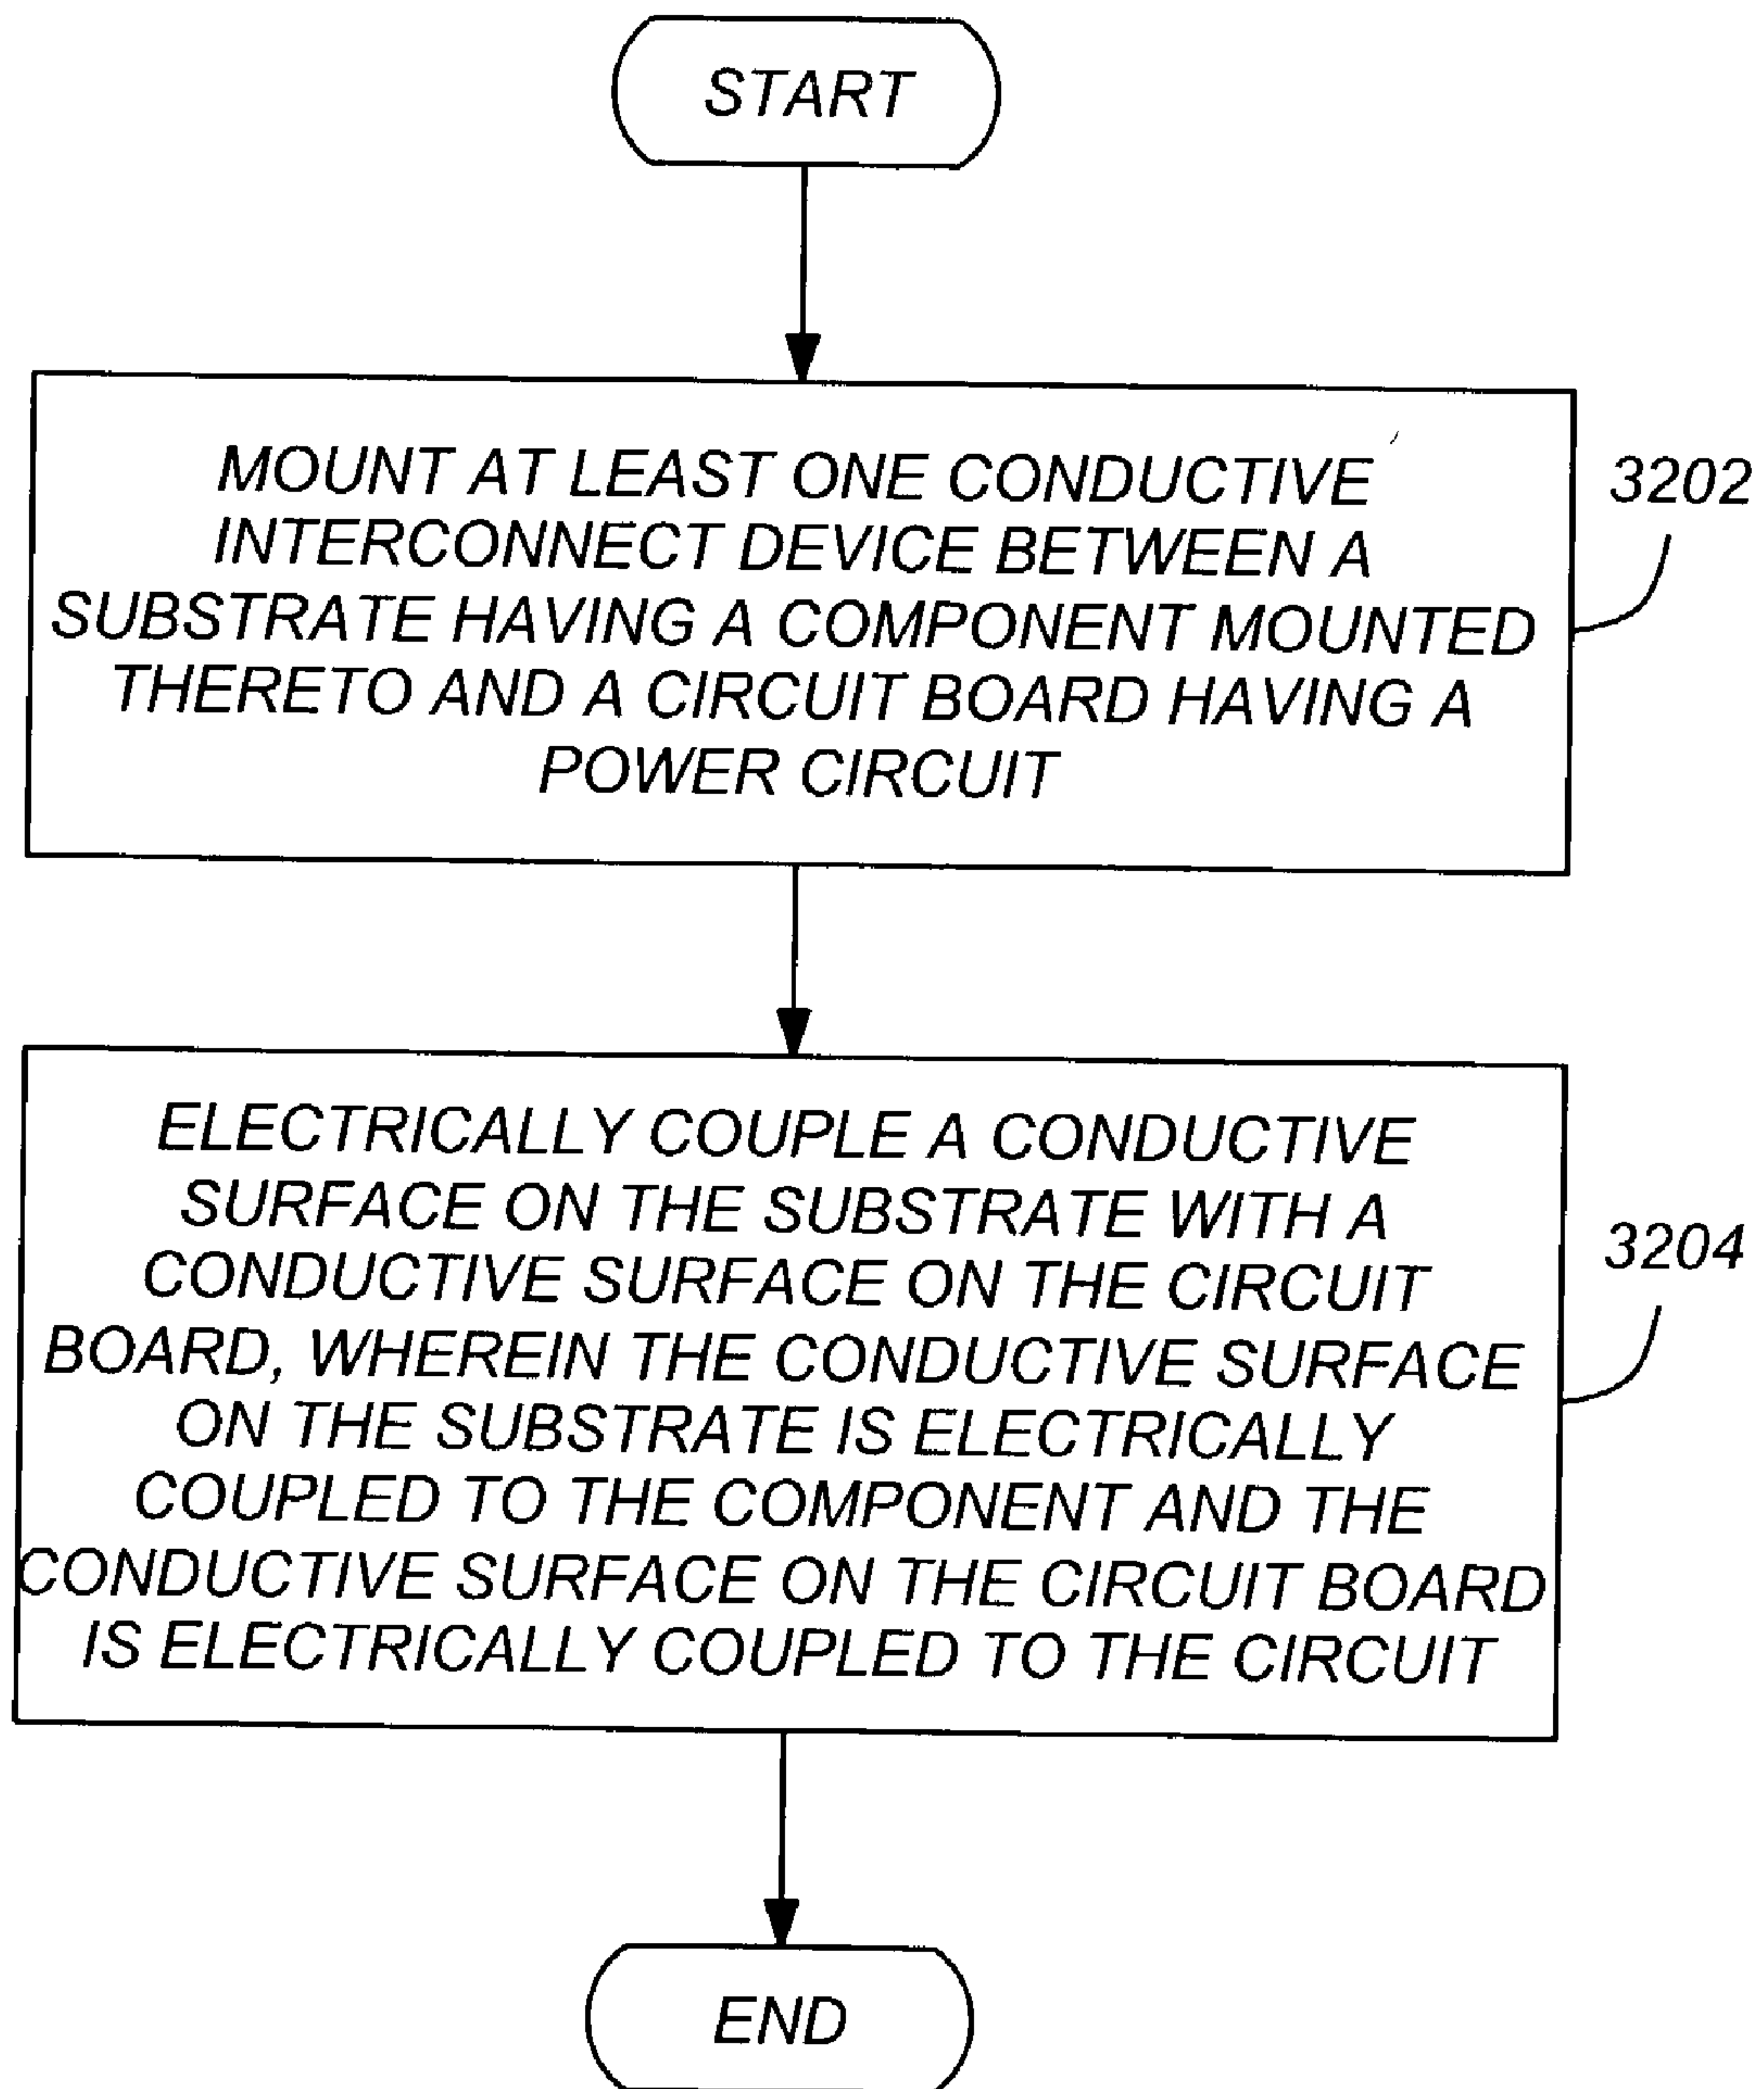 START
MOUNT AT LEAST ONE CONDUCTIVE
INTERCONNECT DEVICE BETWEEN A
SUBSTRATE HAVING A COMPONENT MOUNTED
THERETO AND A CIRCUIT BOARD HAVING A
POWER CIRCUIT
3202
ELECTRICALLY COUPLE A CONDUCTIVE
SURFACE ON THE SUBSTRATE WITH A
CONDUCTIVE SURFACE ON THE CIRCUIT
BOARD, WHEREIN THE CONDUCTIVE SURFACE
ON THE SUBSTRATE IS ELECTRICALLY
COUPLED TO THE COMPONENT AND THE
CONDUCTIVE SURFACE ON THE CIRCUIT BOARD
IS ELECTRICALLY COUPLED TO THE CIRCUIT
3204
END